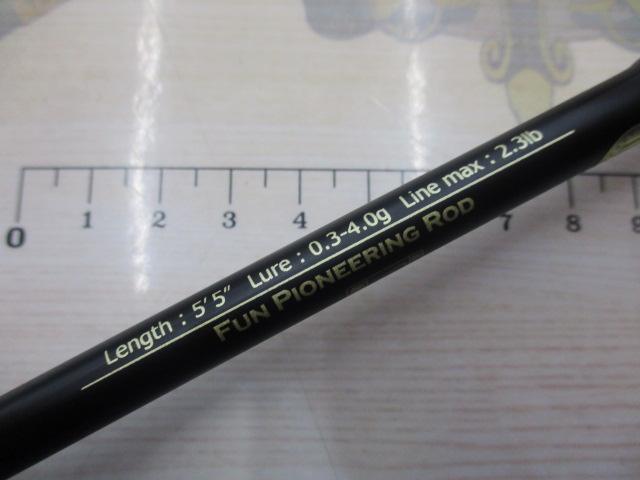 Length : 5'5" Lure : 0.3-4.0g Line max : 2.3lb
FUN PIONEERING ROD
0 1 2 3 4 7 8 9